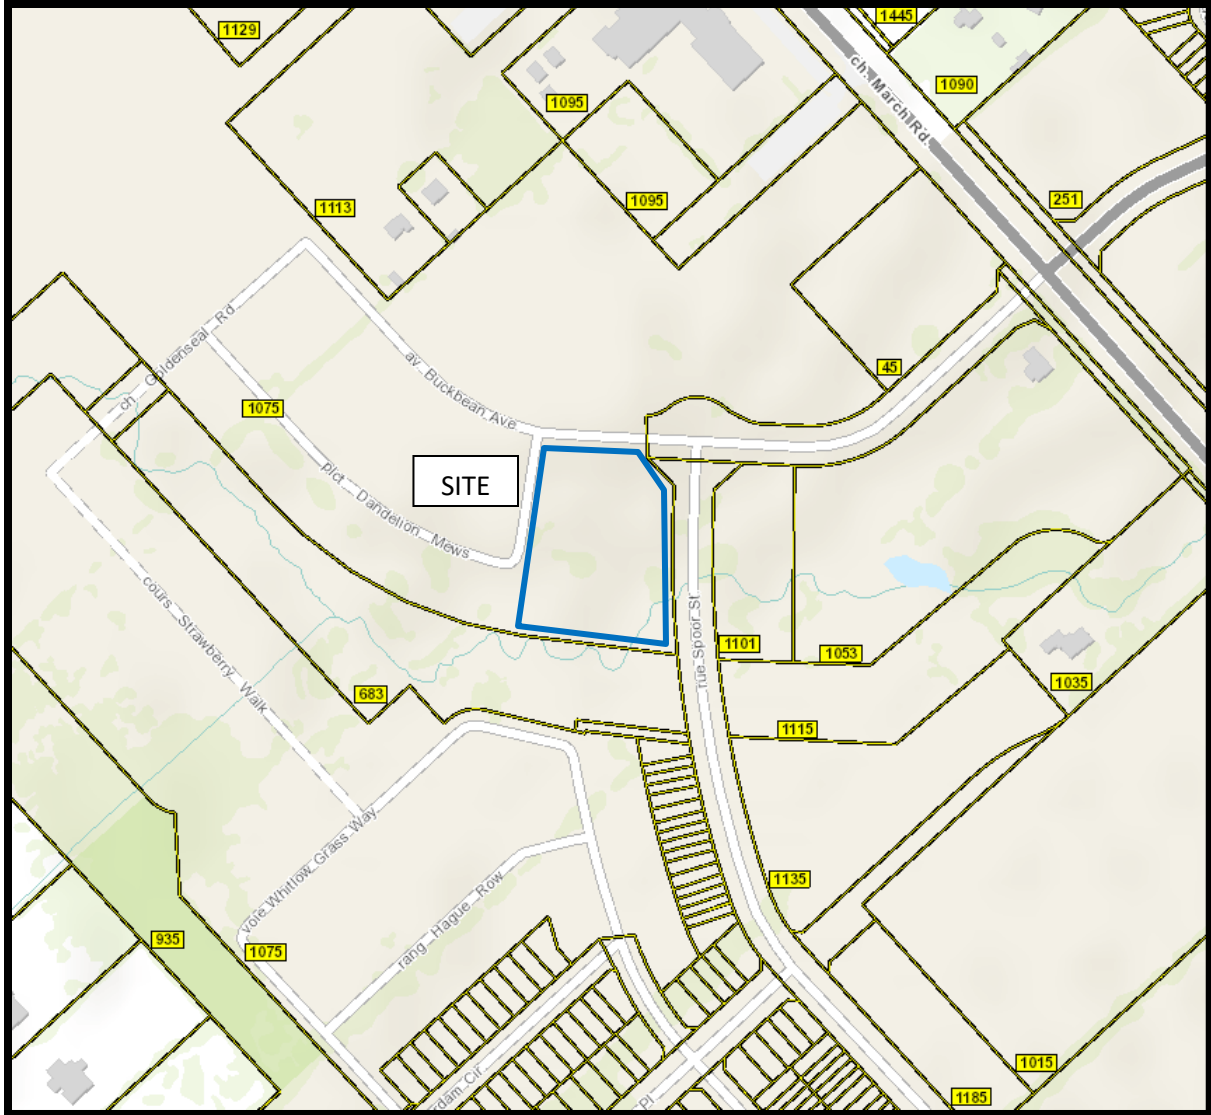 1445
1129
ch. March Rd.
1090
1095
1095
251
1113
ch Goldenseal Rd
av. Buckbean Ave
45
1075
SITE
plct Dandelion Mews
cours Strawberry Walk
rue Spoor St
1101
1053
1035
683
1115
voie Whitlow Grass Way
rang Hague Row
1135
935
1075
1015
Cir
Pl
1185